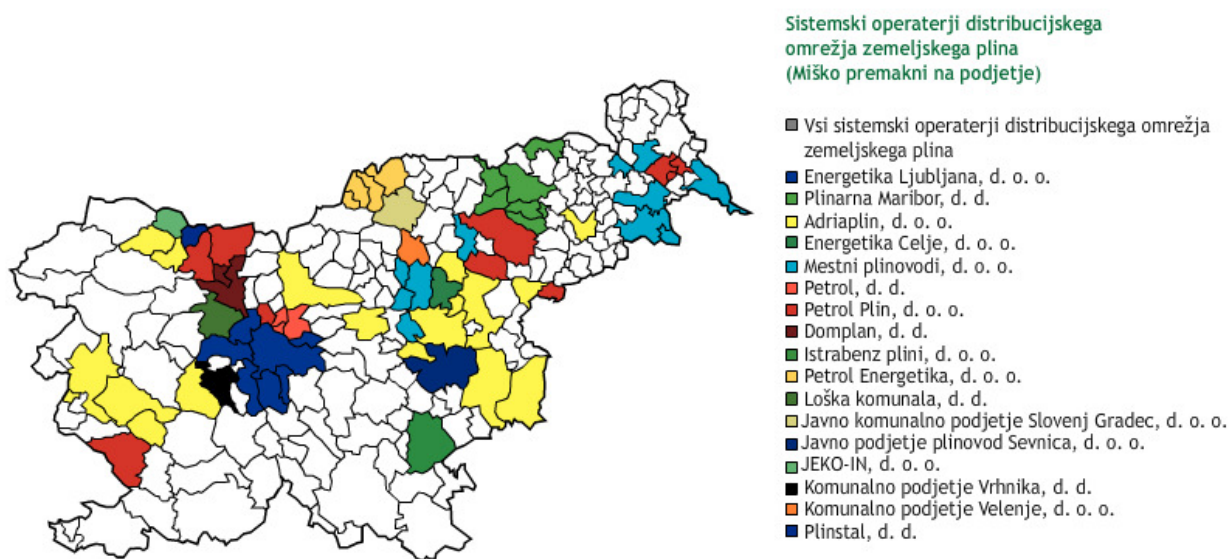 Sistemski operaterji distribucijskega
omrežja zemeljskega plina
(Miško premakni na podjetje)
Vsi sistemski operaterji distribucijskega omrežja
zemeljskega plina
Energetika Ljubljana, d. o. o.
Plinarna Maribor, d. d.
Adriaplin, d. o. o.
Energetika Celje, d. o. o.
Mestni plinovodi, d. o. o.
Petrol, d. d.
Petrol Plin, d. o. o.
Domplan, d. d.
Istrabenz plini, d. o. o.
Petrol Energetika, d. o. o.
Loška komunala, d. d.
Javno komunalno podjetje Slovenj Gradec, d. o. o.
Javno podjetje plinovod Sevnica, d. o. o.
JEKO-IN, d. o. o.
Komunalno podjetje Vrhnika, d. d.
Komunalno podjetje Velenje, d. o. o.
Plinstal, d. d.